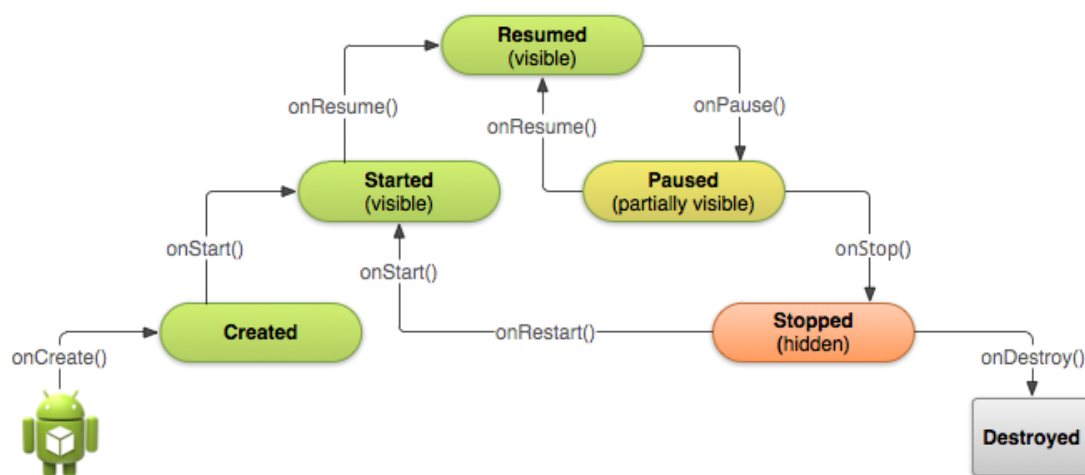 Resumed
(visible)
onResume()
onResume()
onPause()
Started
(visible)
Paused
(partially visible)
onStart()
onStart()
onStop()
Created
onRestart()
Stopped
(hidden)
onCreate()
onDestroy()
Destroyed